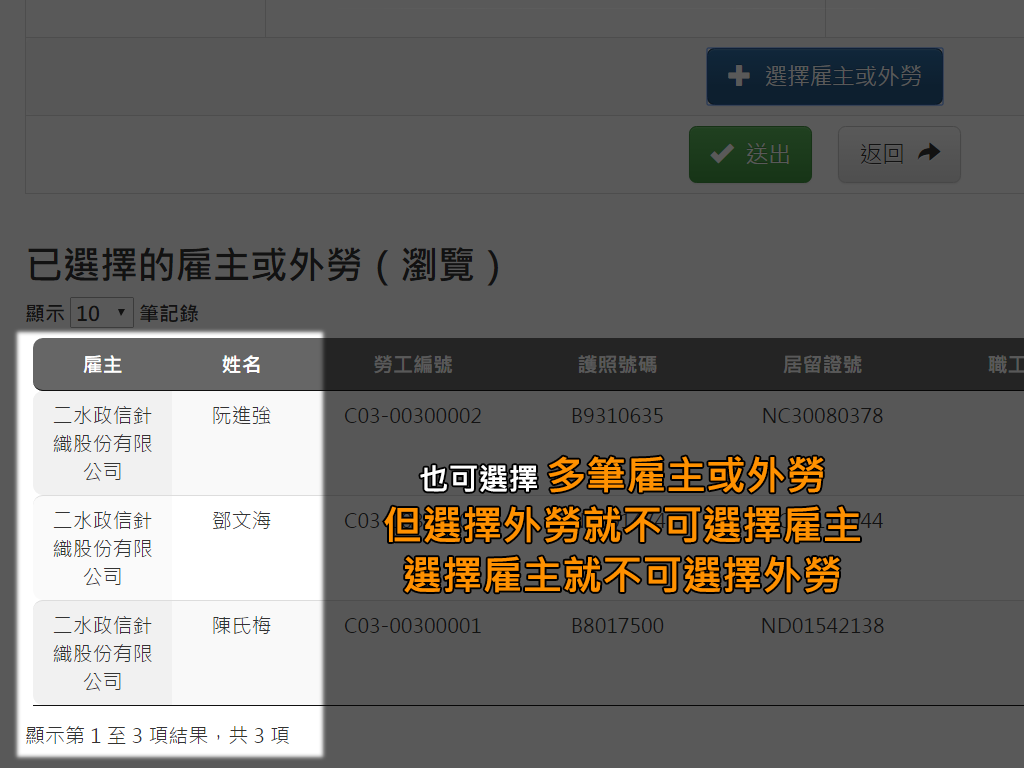 選擇雇主或外勞
送出 返回
已選擇的雇主或外勞 ( 瀏覽 )
顯示 10 筆記錄
雇主 姓名 勞工編號 護照號碼 居留證號 職工
二水政信針織股份有限公司 阮進強 C03-00300002 B9310635 NC30080378
也可選擇 多筆雇主或外勞
二水政信針織股份有限公司 鄧文海 C03
但選擇外勞就不可選擇雇主
選擇雇主就不可選擇外勞
二水政信針織股份有限公司 陳氏梅 C03-00300001 B8017500 ND01542138
顯示第 1 至 3 項結果，共 3 項